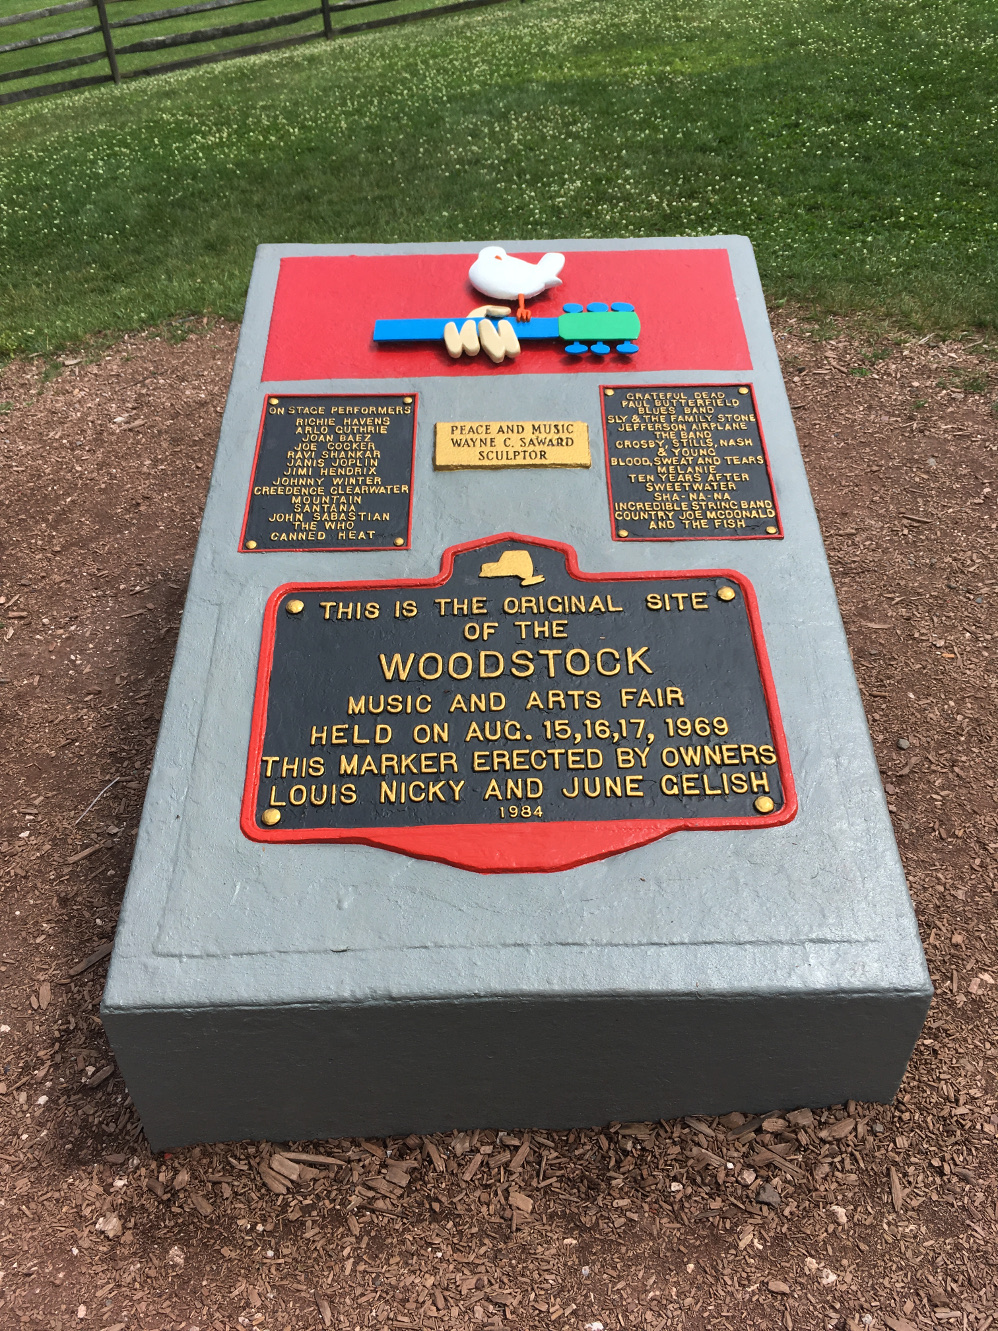 ON STAGE PERFORMERS
RICHIE HAVENS
ARLO GUTHRIE
JOAN BAEZ
JOE COCKER
RAVI SHANKAR
JANIS JOPLIN
JIMI HENDRIX
JOHNNY WINTER
CREEDENCE CLEARWATER
MOUNTAIN
SANTANA
JOHN SABASTIAN
THE WHO
CANNED HEAT
PEACE AND MUSIC
WAYNE C. SAWARD
SCULPTOR
GRATEFUL DEAD
PAUL BUTTERFIELD
BLUES BAND
SLY & THE FAMILY STONE
JEFFERSON AIRPLANE
THE BAND
CROSBY, STILLS, NASH
& YOUNG
BLOOD, SWEAT AND TEARS
MELANIE
TEN YEARS AFTER
SWEETWATER
SHA-NA-NA
INCREDIBLE STRING BAND
COUNTRY JOE MCDONALD
AND THE FISH
THIS IS THE ORIGINAL SITE
OF THE
WOODSTOCK
MUSIC AND ARTS FAIR
HELD ON AUG. 15,16,17, 1969
THIS MARKER ERECTED BY OWNERS
LOUIS NICKY AND JUNE GELISH
1984